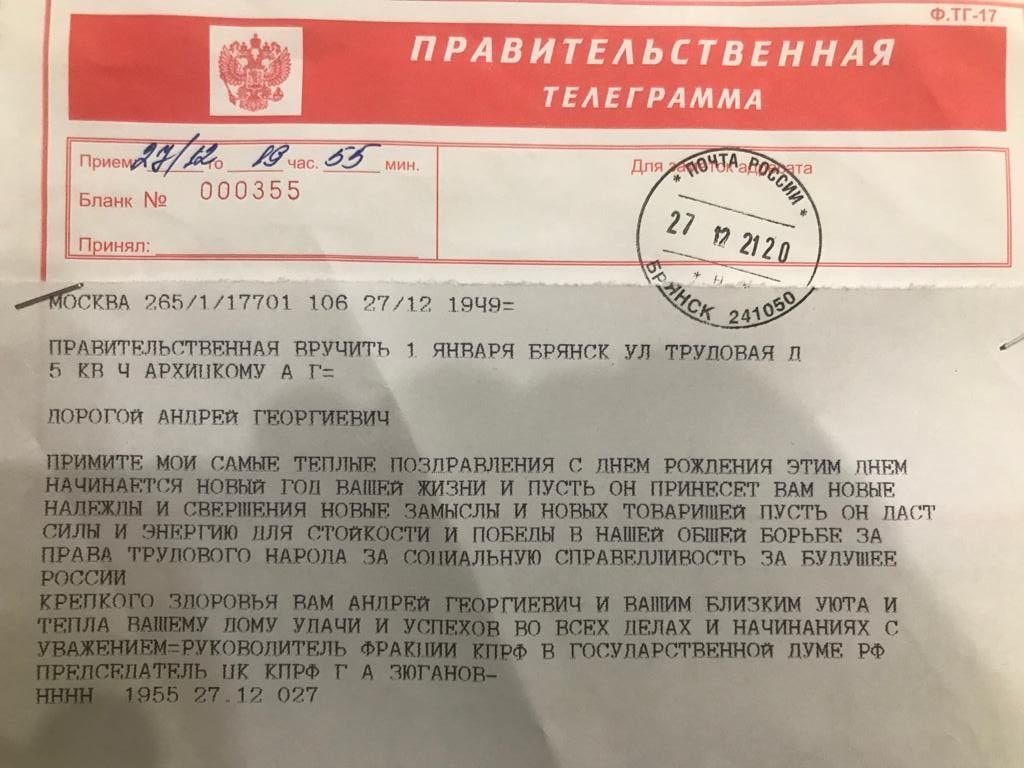 Ф.ТГ-17
ПРАВИТЕЛЬСТВЕННАЯ
ТЕЛЕГРАММА
Прием 27/12 го 19 час. 55 мин.
Бланк № 000355
Принял:
Для отметок адресата
* ПОЧТА РОССИИ *
27 12 21 20
* Н
БРЯНСК 241050
МОСКВА 265/1/17701 106 27/12 1949=
ПРАВИТЕЛЬСТВЕННАЯ ВРУЧИТЬ 1 ЯНВАРЯ БРЯНСК УЛ ТРУДОВАЯ Д
5 КВ Ч АРХИЦКОМУ А Г=
ДОРОГОЙ АНДРЕЙ ГЕОРГИЕВИЧ
ПРИМИТЕ МОИ САМЫЕ ТЕПЛЫЕ ПОЗДРАВЛЕНИЯ С ДНЕМ РОЖДЕНИЯ ЭТИМ ДНЕМ
НАЧИНАЕТСЯ НОВЫЙ ГОД ВАШЕЙ ЖИЗНИ И ПУСТЬ ОН ПРИНЕСЕТ ВАМ НОВЫЕ
НАДЕЖДЫ И СВЕРШЕНИЯ НОВЫЕ ЗАМЫСЛЫ И НОВЫХ ТОВАРИЩЕЙ ПУСТЬ ОН ДАСТ
СИЛЫ И ЭНЕРГИЮ ДЛЯ СТОЙКОСТИ И ПОБЕДЫ В НАШЕЙ ОБЩЕЙ БОРЬБЕ ЗА
ПРАВА ТРУДОВОГО НАРОДА ЗА СОЦИАЛЬНУЮ СПРАВЕДЛИВОСТЬ ЗА БУДУЩЕЕ
РОССИИ
КРЕПКОГО ЗДОРОВЬЯ ВАМ АНДРЕЙ ГЕОРГИЕВИЧ И ВАШИМ БЛИЗКИМ УЮТА И
ТЕПЛА ВАШЕМУ ДОМУ УДАЧИ И УСПЕХОВ ВО ВСЕХ ДЕЛАХ И НАЧИНАНИЯХ С
УВАЖЕНИЕМ=РУКОВОДИТЕЛЬ ФРАКЦИИ КПРФ В ГОСУДАРСТВЕННОЙ ДУМЕ РФ
ПРЕДСЕДАТЕЛЬ ЦК КПРФ Г А ЗЮГАНОВ-
НННН 1955 27.12 027